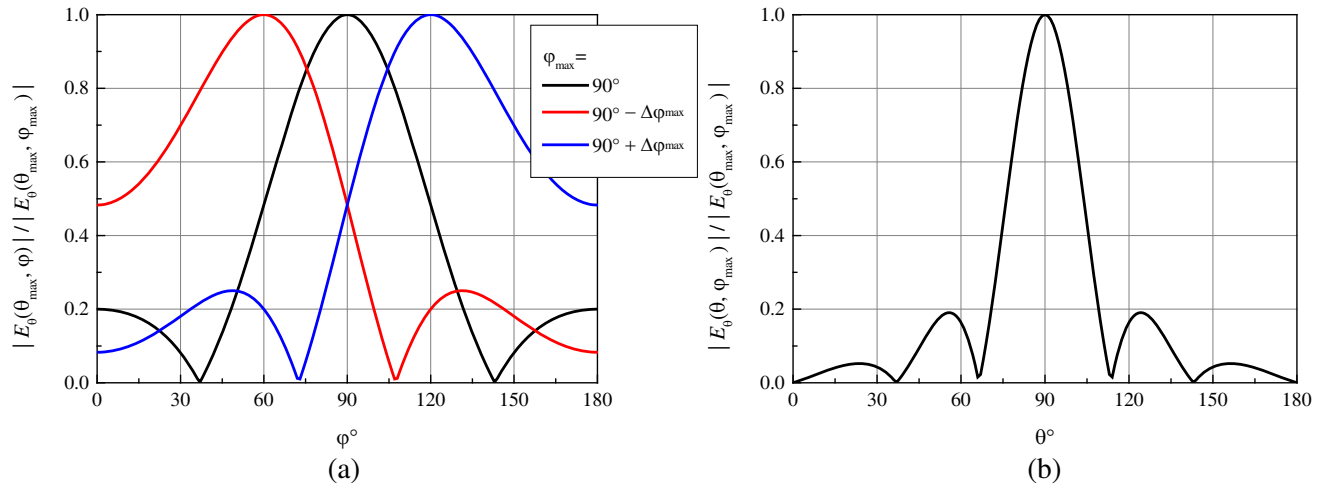 | E_θ(θ_max, φ) | / | E_θ(θ_max, φ_max) |
1.0
0.8
0.6
0.4
0.2
0.0
0 30 60 90 120 150 180
φ°
φ_max=
90°
90° − Δφmax
90° + Δφmax
(a)
| E_θ(θ, φ_max) | / | E_θ(θ_max, φ_max) |
1.0
0.8
0.6
0.4
0.2
0.0
0 30 60 90 120 150 180
θ°
(b)